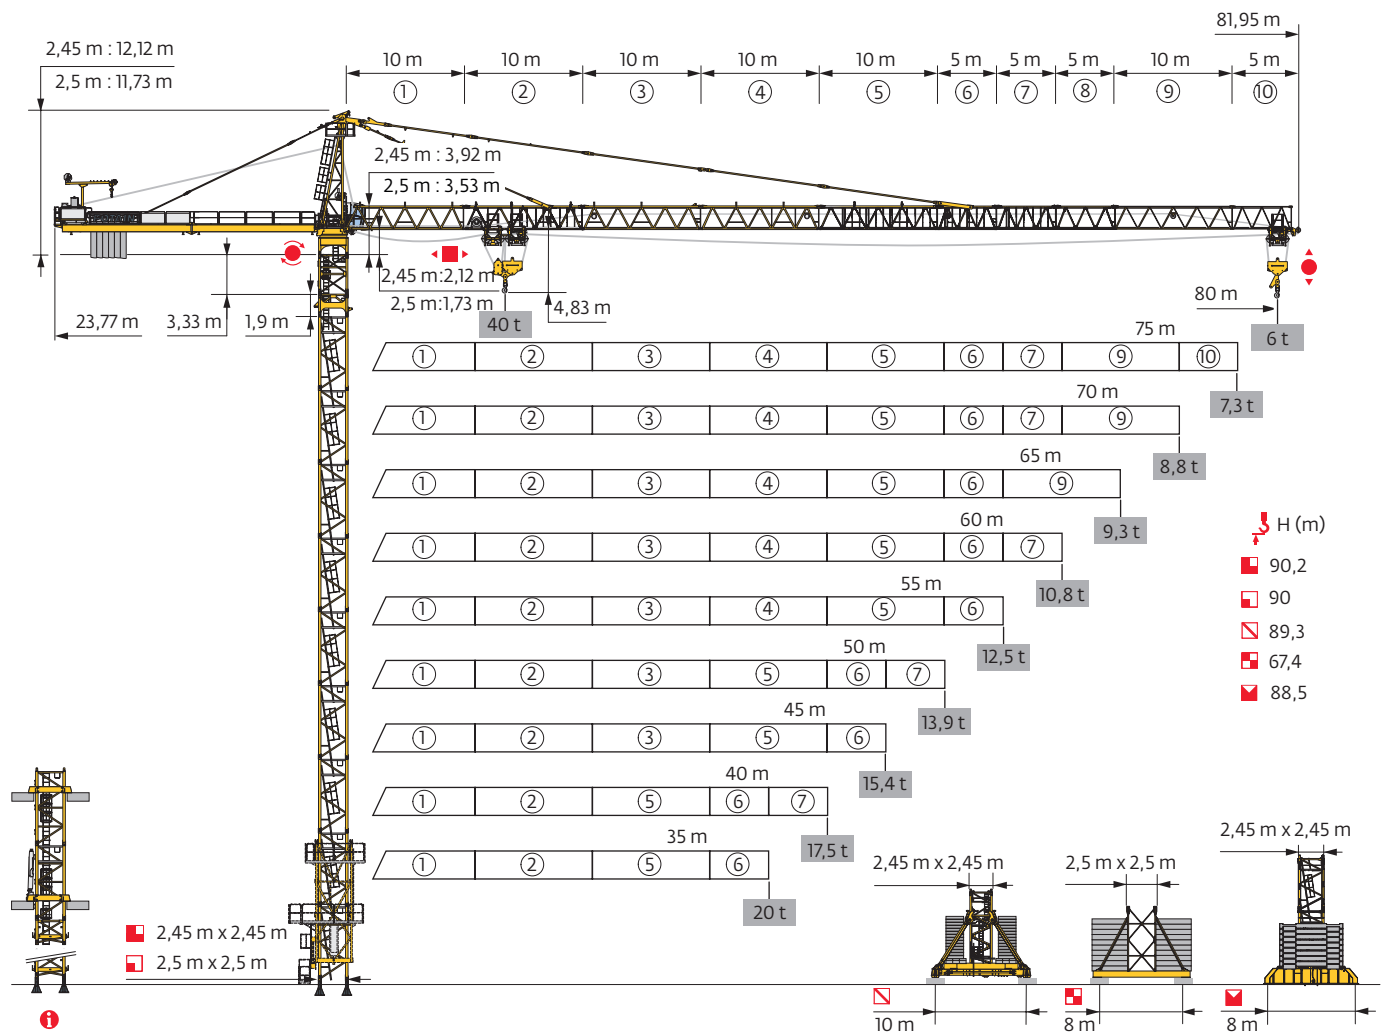 81,95 m
2,45 m : 12,12 m
2,5 m : 11,73 m
10 m 10 m 10 m 10 m 10 m 5 m 5 m 5 m 10 m 5 m
① ② ③ ④ ⑤ ⑥ ⑦ ⑧ ⑨ ⑩
2,45 m : 3,92 m
2,5 m : 3,53 m
2,45 m:2,12 m
2,5 m:1,73 m
4,83 m
23,77 m
3,33 m
1,9 m
40 t
80 m
6 t
75 m
① ② ③ ④ ⑤ ⑥ ⑦ ⑨ ⑩
7,3 t
70 m
① ② ③ ④ ⑤ ⑥ ⑦ ⑨
8,8 t
65 m
① ② ③ ④ ⑤ ⑥ ⑨
9,3 t
60 m
① ② ③ ④ ⑤ ⑥ ⑦
10,8 t
55 m
① ② ③ ④ ⑤ ⑥
12,5 t
50 m
① ② ③ ⑤ ⑥ ⑦
13,9 t
45 m
① ② ③ ⑤ ⑥
15,4 t
40 m
① ② ⑤ ⑥ ⑦
17,5 t
35 m
① ② ⑤ ⑥
20 t
H (m)
90,2
90
89,3
67,4
88,5
2,45 m x 2,45 m
2,5 m x 2,5 m
i
2,45 m x 2,45 m
10 m
2,5 m x 2,5 m
8 m
2,45 m x 2,45 m
8 m